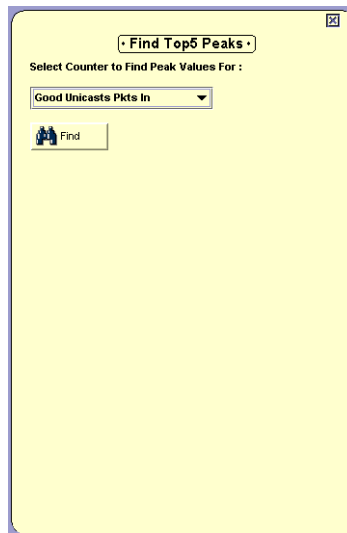 • Find Top5 Peaks •
Select Counter to Find Peak Values For :
Good Unicasts Pkts In
Find